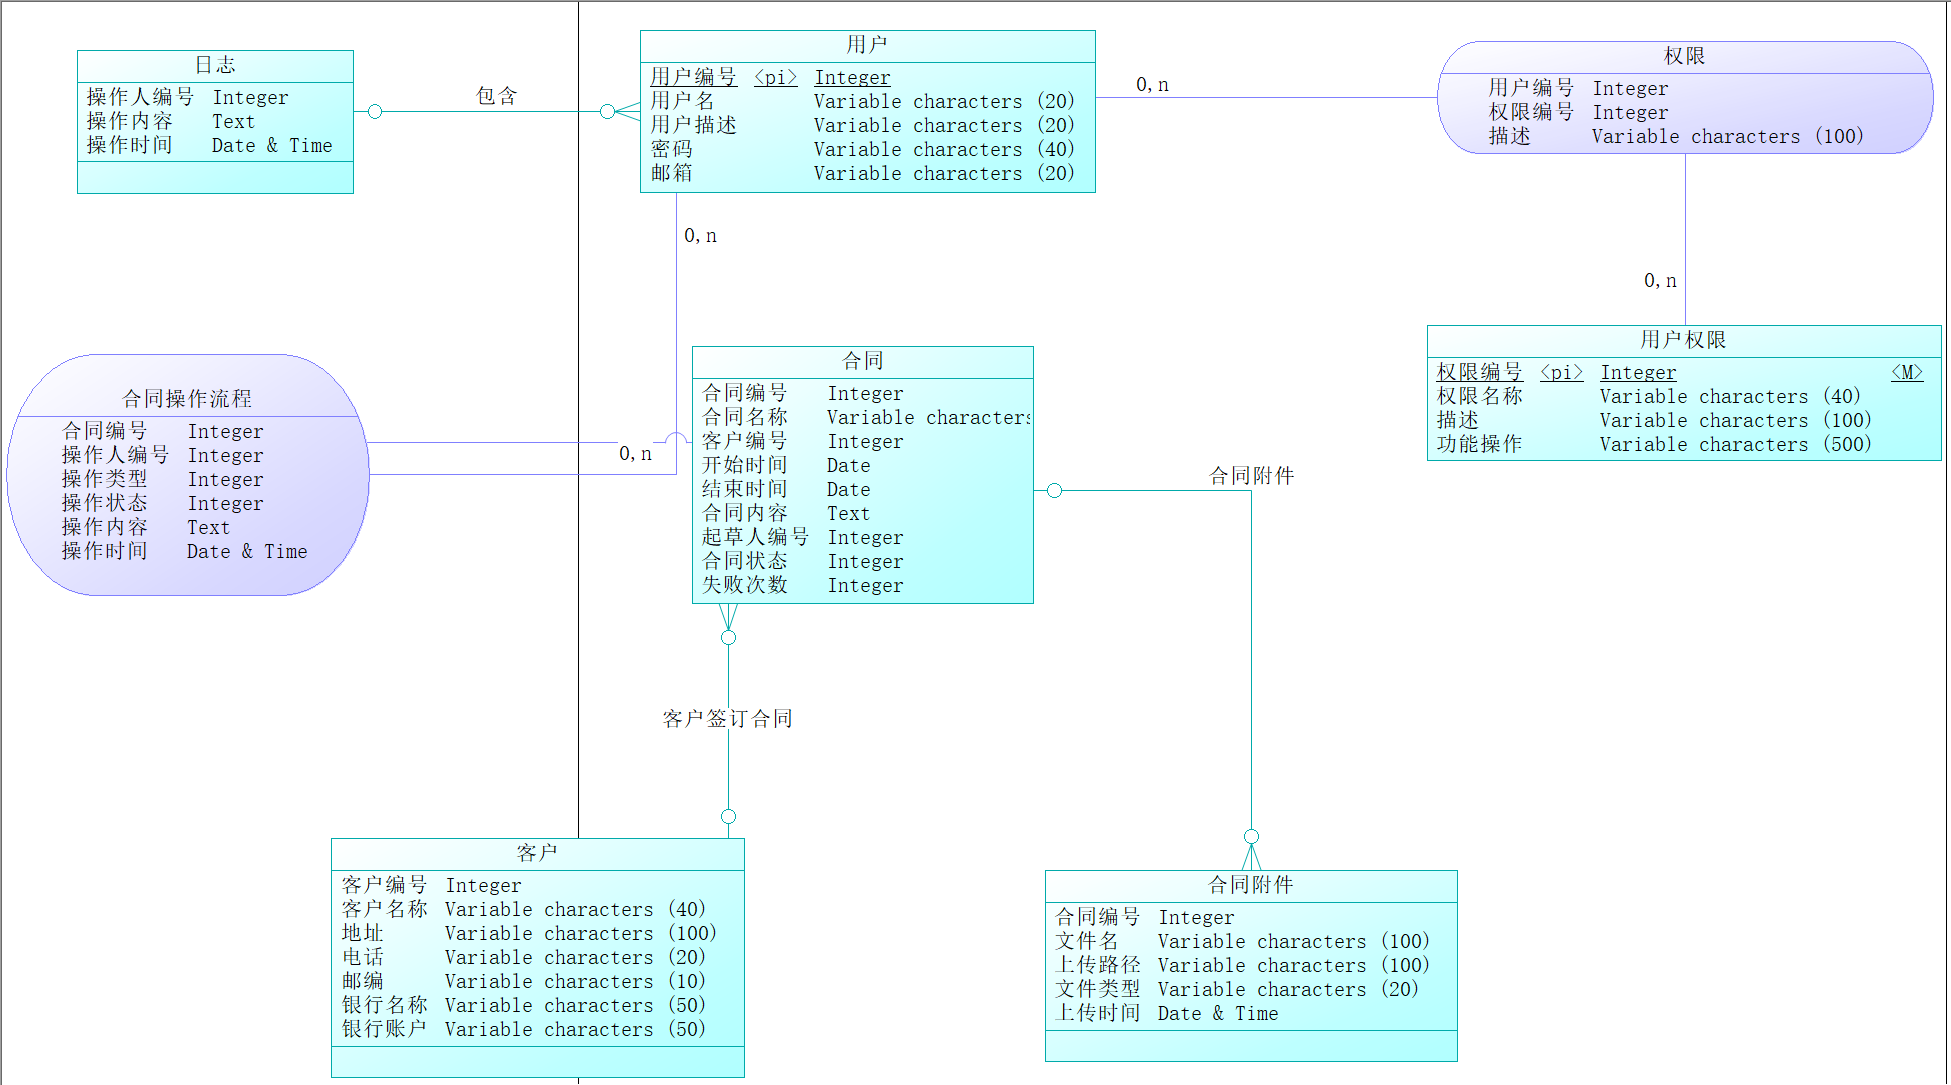 日志
操作人编号 Integer
操作内容 Text
操作时间 Date & Time
包含
用户
用户编号 <pi> Integer
用户名 Variable characters (20)
用户描述 Variable characters (20)
密码 Variable characters (40)
邮箱 Variable characters (20)
0,n
权限
用户编号 Integer
权限编号 Integer
描述 Variable characters (100)
0,n
0,n
用户权限
权限编号 <pi> Integer <M>
权限名称 Variable characters (40)
描述 Variable characters (100)
功能操作 Variable characters (500)
合同操作流程
合同编号 Integer
操作人编号 Integer
操作类型 Integer
操作状态 Integer
操作内容 Text
操作时间 Date & Time
0,n
合同
合同编号 Integer
合同名称 Variable characters
客户编号 Integer
开始时间 Date
结束时间 Date
合同内容 Text
起草人编号 Integer
合同状态 Integer
失败次数 Integer
合同附件
客户签订合同
客户
客户编号 Integer
客户名称 Variable characters (40)
地址 Variable characters (100)
电话 Variable characters (20)
邮编 Variable characters (10)
银行名称 Variable characters (50)
银行账户 Variable characters (50)
合同附件
合同编号 Integer
文件名 Variable characters (100)
上传路径 Variable characters (100)
文件类型 Variable characters (20)
上传时间 Date & Time